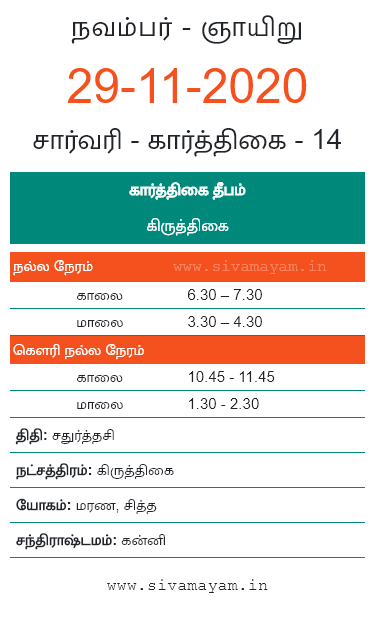 நவம்பர் - ஞாயிறு
29-11-2020
சார்வரி - கார்த்திகை - 14
கார்த்திகை தீபம்
கிருத்திகை
நல்ல நேரம் www.sivamayam.in
காலை 6.30 – 7.30
மாலை 3.30 – 4.30
கௌரி நல்ல நேரம்
காலை 10.45 - 11.45
மாலை 1.30 - 2.30
திதி: சதுர்த்தசி
நட்சத்திரம்: கிருத்திகை
யோகம்: மரண, சித்த
சந்திராஷ்டமம்: கன்னி
www.sivamayam.in